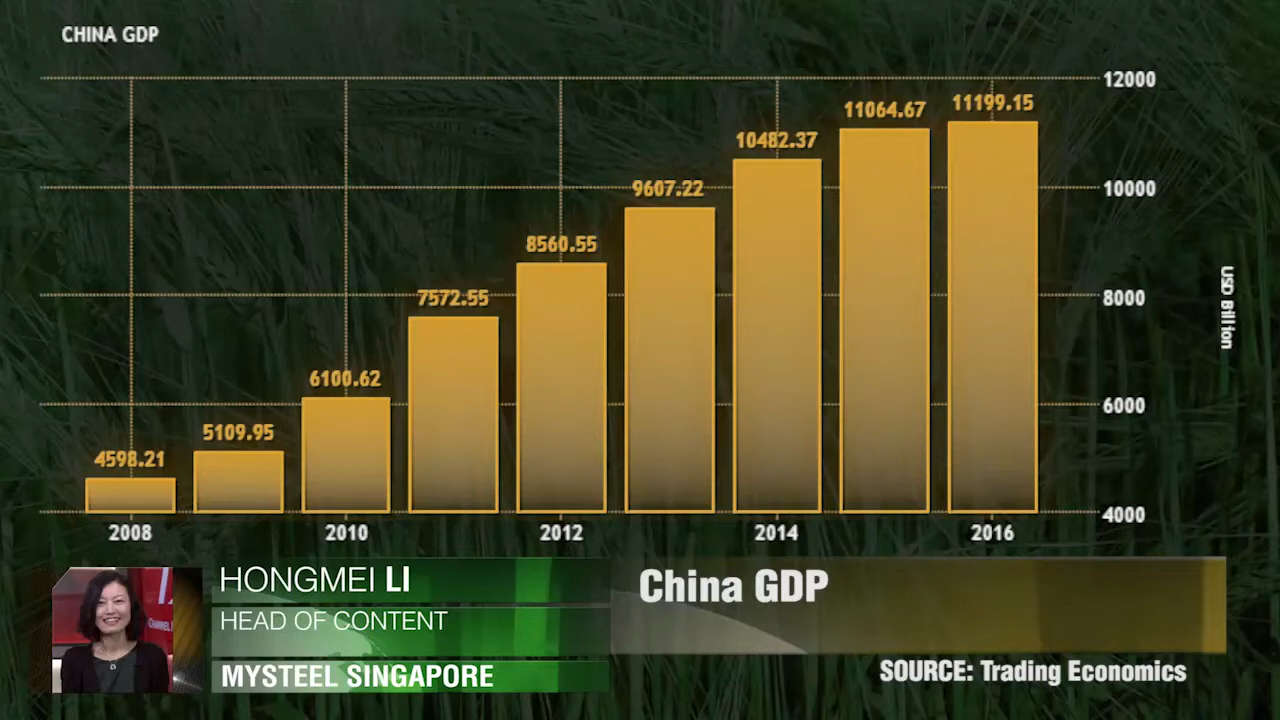 CHINA GDP
12000
11199.15
11064.67
10482.37
10000
9607.22
8560.55
8000
7572.55
USD Billion
6100.62
6000
5109.95
4598.21
4000
2008 2010 2012 2014 2016
HONGMEI LI
HEAD OF CONTENT
MYSTEEL SINGAPORE
China GDP
SOURCE: Trading Economics